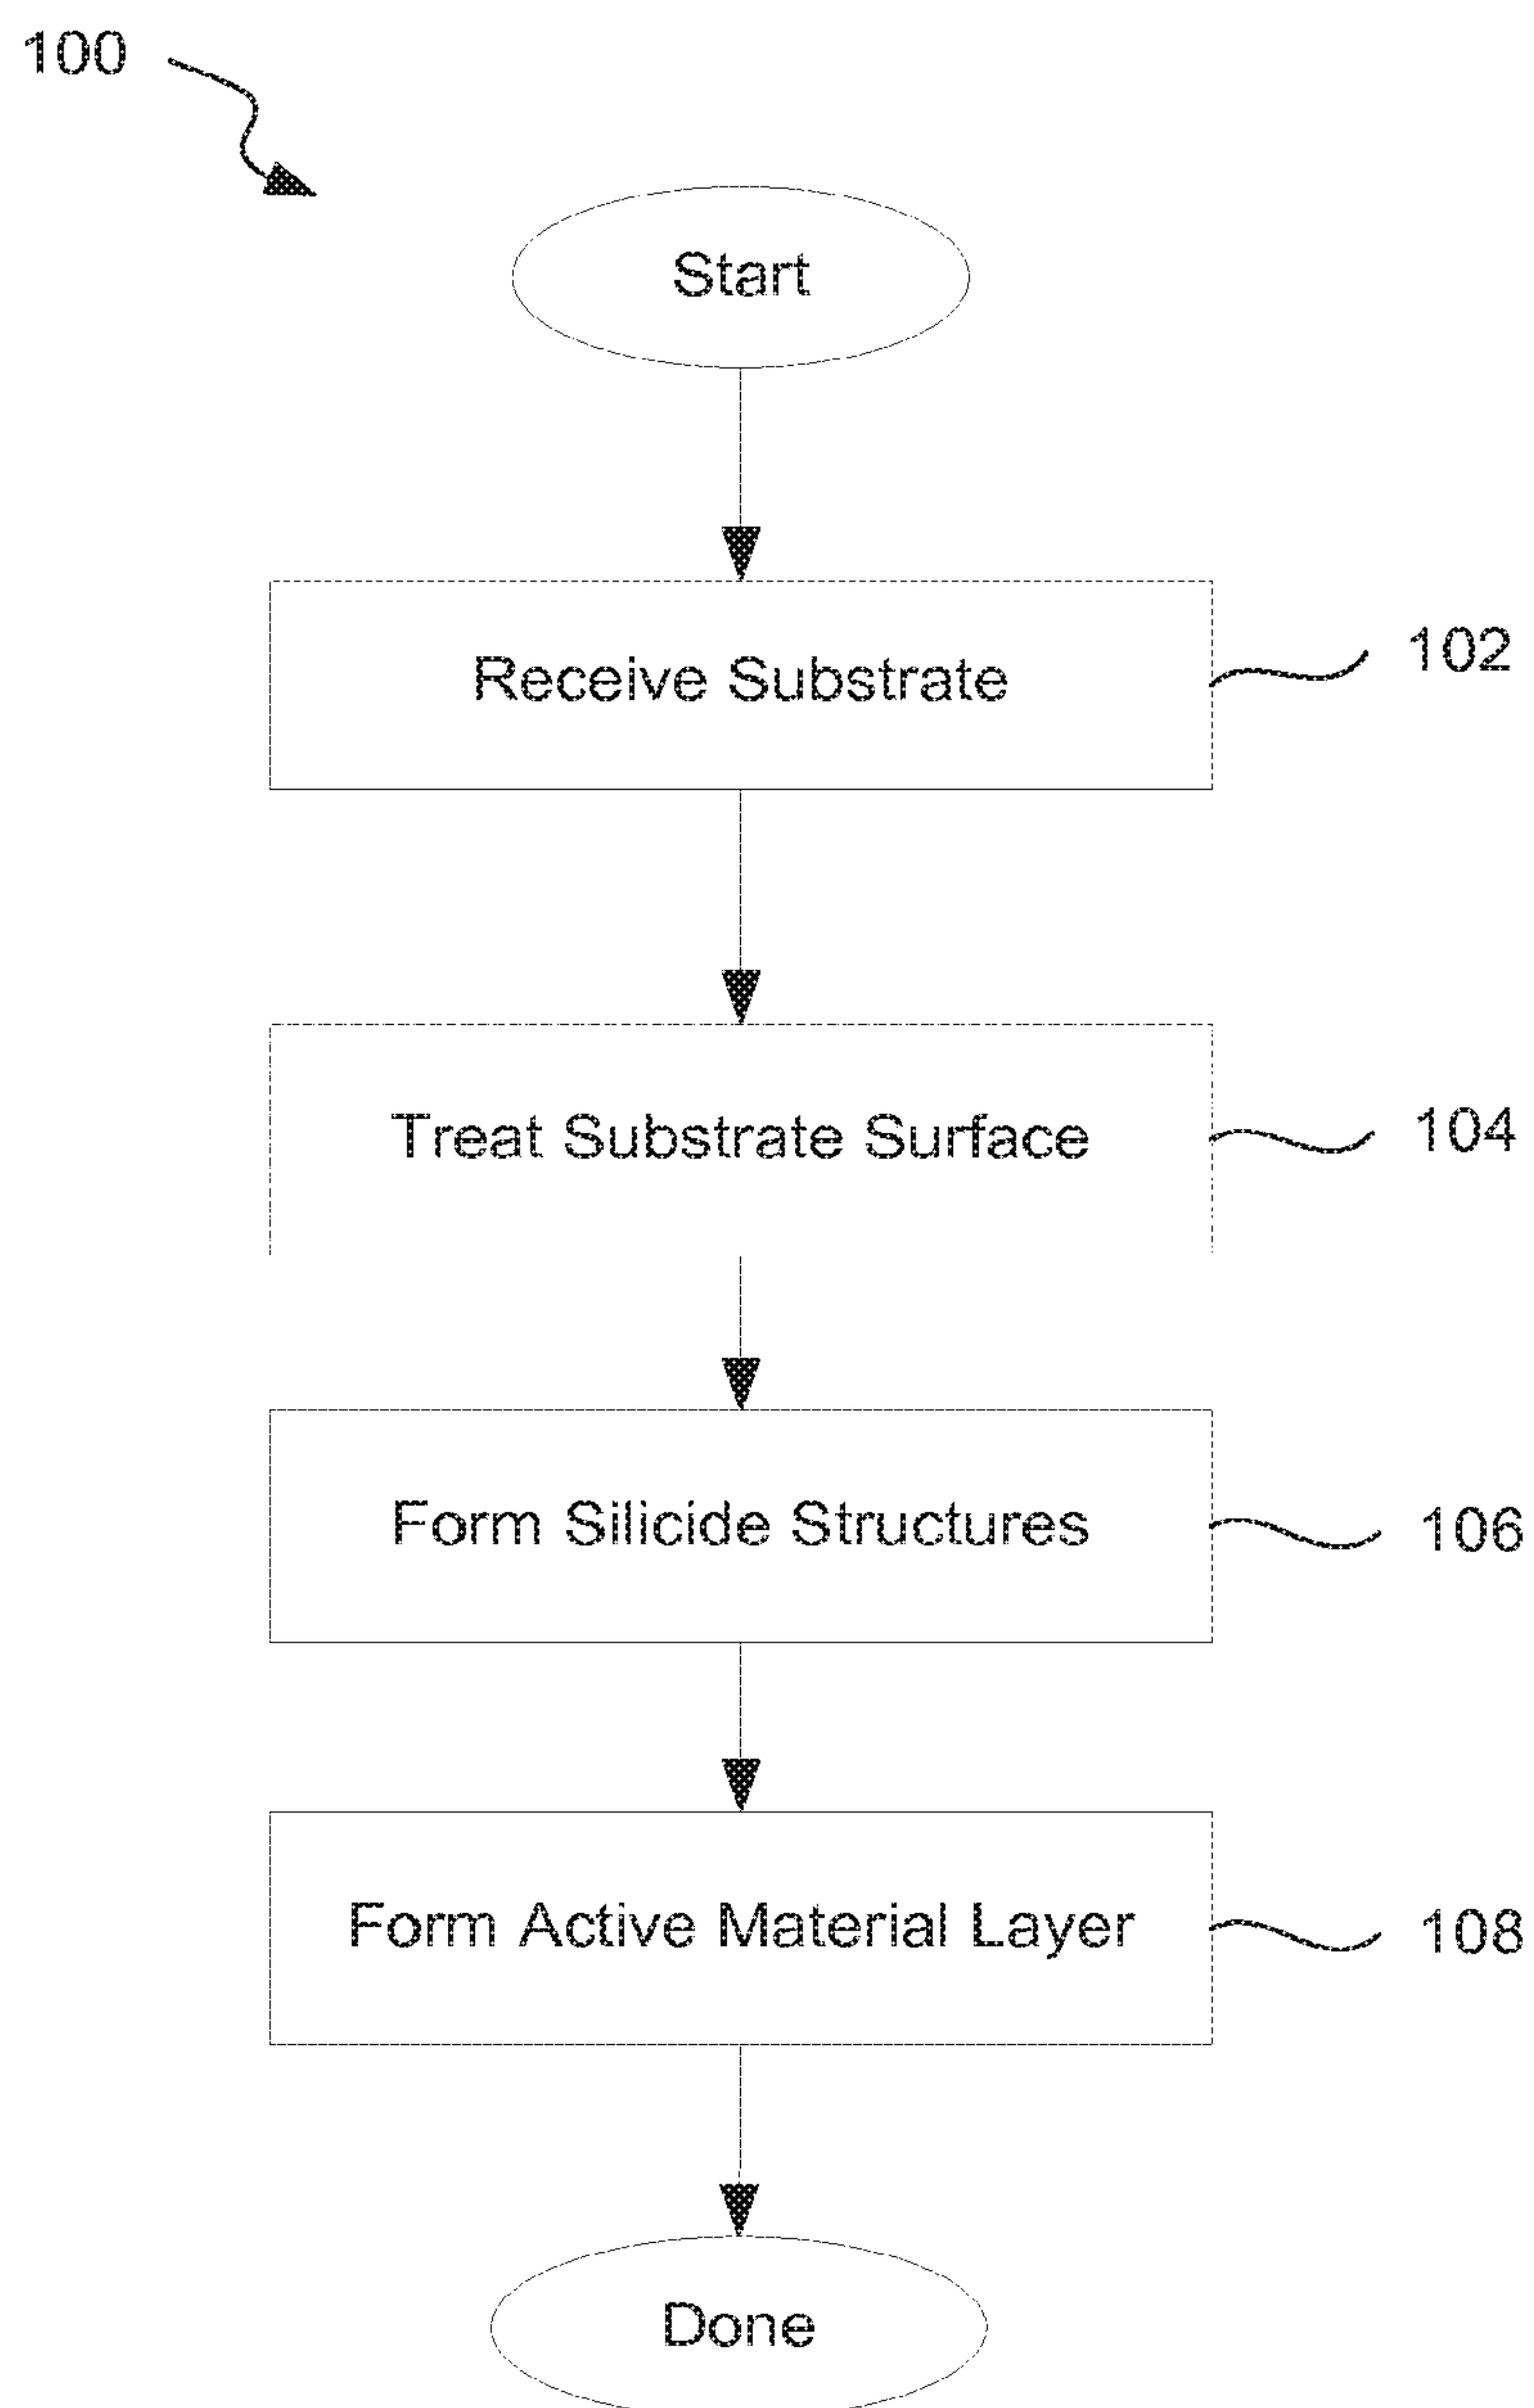 100
Start
Receive Substrate
102
Treat Substrate Surface
104
Form Silicide Structures
106
Form Active Material Layer
108
Done